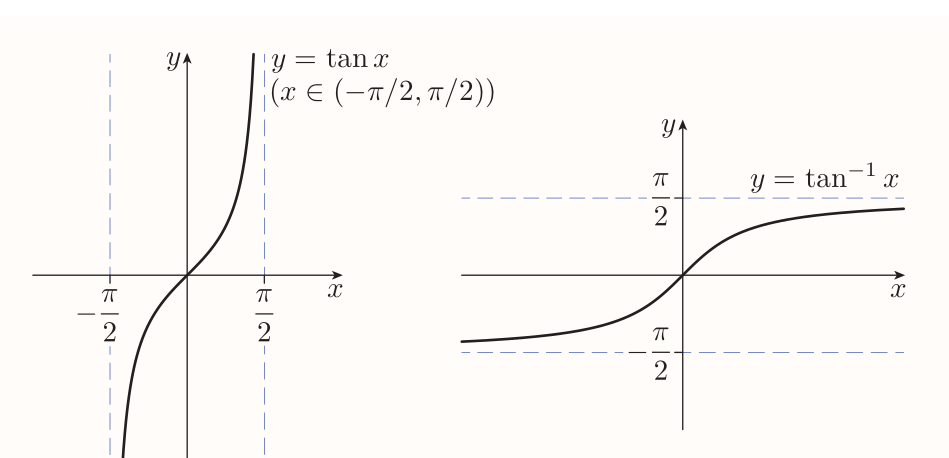 y
y = tan x
(x ∈ (−π/2, π/2))
x
−π/2
π/2
y
y = tan⁻¹ x
π/2
x
−π/2